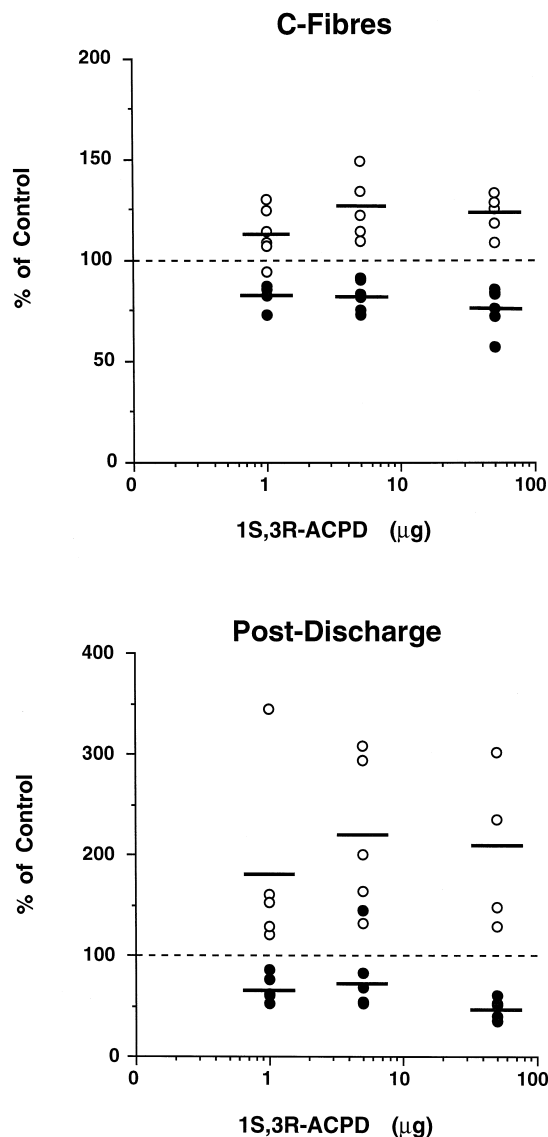 C-Fibres
200
150
100
50
0
% of Control
0 1 10 100
1S,3R-ACPD (μg)
Post-Discharge
400
300
200
100
0
% of Control
0 1 10 100
1S,3R-ACPD (μg)